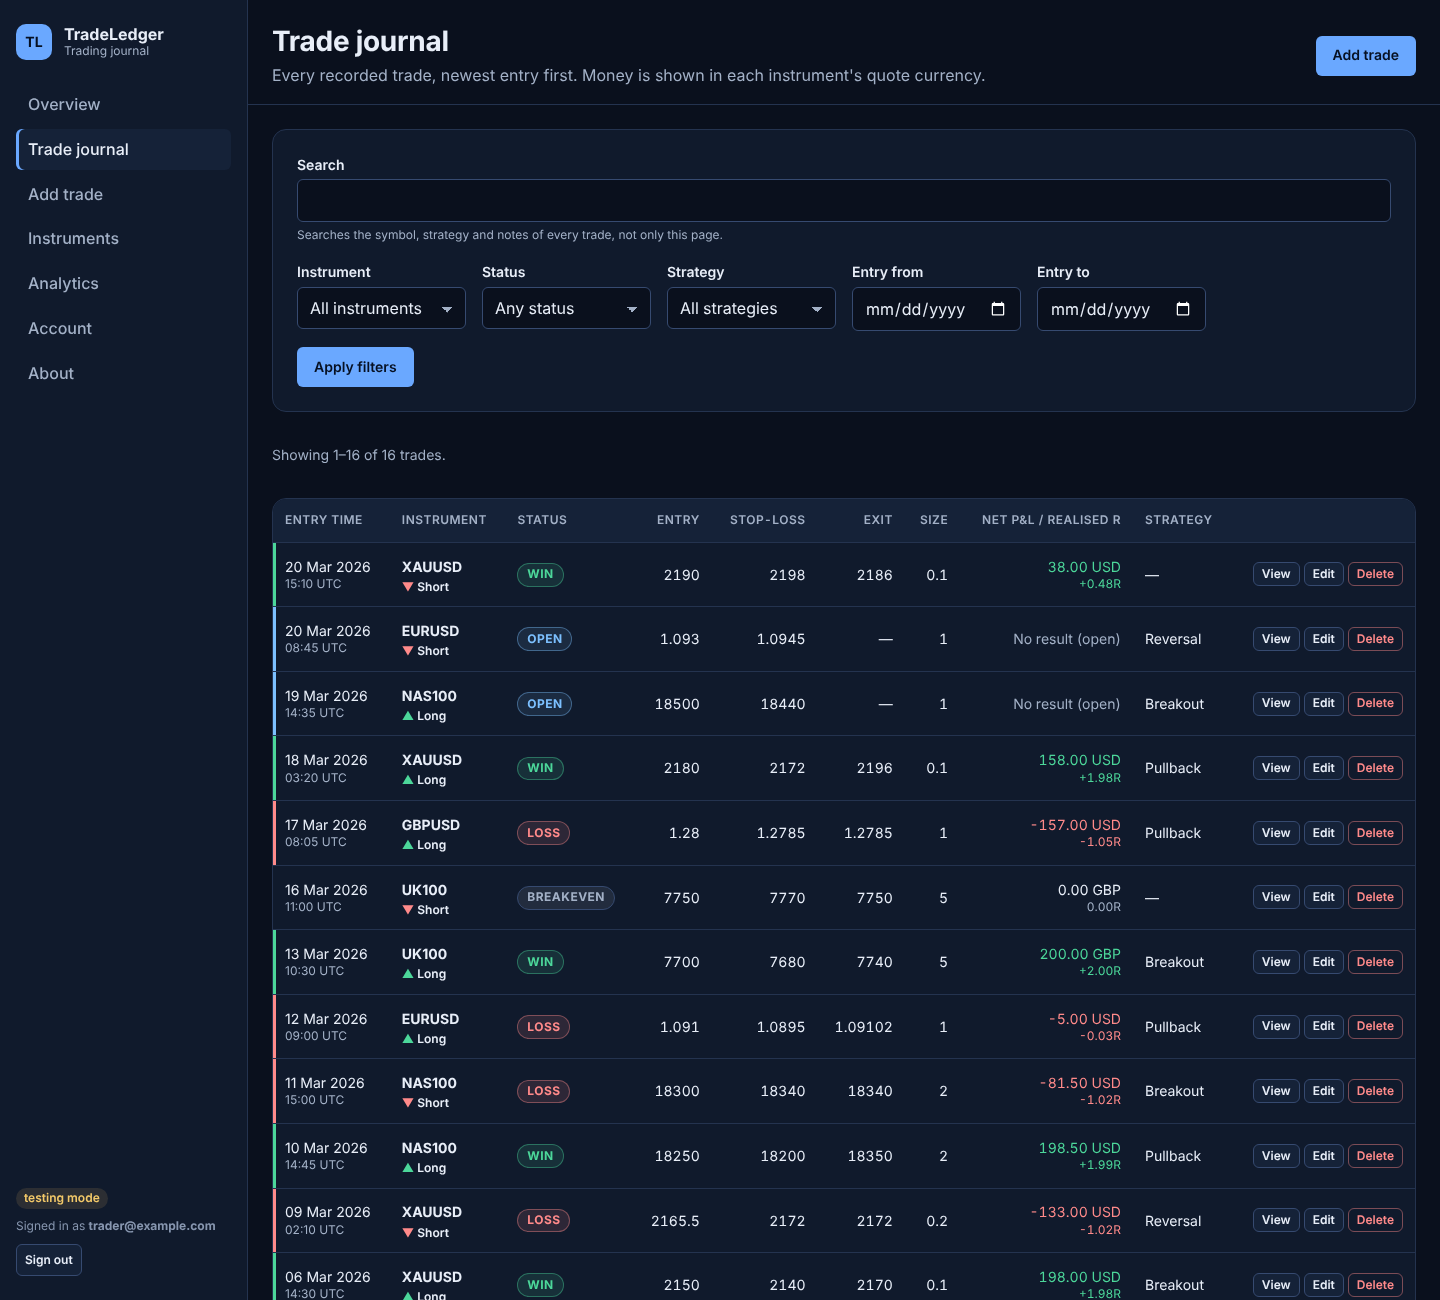 TL
TradeLedger
Trading journal
Overview
Trade journal
Add trade
Instruments
Analytics
Account
About
testing mode
Signed in as trader@example.com
Sign out
Trade journal
Every recorded trade, newest entry first. Money is shown in each instrument's quote currency.
Add trade
Search
Searches the symbol, strategy and notes of every trade, not only this page.
Instrument Status Strategy Entry from Entry to
All instruments Any status All strategies mm/dd/yyyy mm/dd/yyyy
Apply filters
Showing 1–16 of 16 trades.
ENTRY TIME INSTRUMENT STATUS ENTRY STOP-LOSS EXIT SIZE NET P&L / REALISED R STRATEGY
20 Mar 2026 XAUUSD WIN 2190 2198 2186 0.1 38.00 USD — View Edit Delete
15:10 UTC Short +0.48R
20 Mar 2026 EURUSD OPEN 1.093 1.0945 — 1 No result (open) Reversal View Edit Delete
08:45 UTC Short
19 Mar 2026 NAS100 OPEN 18500 18440 — 1 No result (open) Breakout View Edit Delete
14:35 UTC Long
18 Mar 2026 XAUUSD WIN 2180 2172 2196 0.1 158.00 USD Pullback View Edit Delete
03:20 UTC Long +1.98R
17 Mar 2026 GBPUSD LOSS 1.28 1.2785 1.2785 1 -157.00 USD Pullback View Edit Delete
08:05 UTC Long -1.05R
16 Mar 2026 UK100 BREAKEVEN 7750 7770 7750 5 0.00 GBP — View Edit Delete
11:00 UTC Short 0.00R
13 Mar 2026 UK100 WIN 7700 7680 7740 5 200.00 GBP Breakout View Edit Delete
10:30 UTC Long +2.00R
12 Mar 2026 EURUSD LOSS 1.091 1.0895 1.09102 1 -5.00 USD Pullback View Edit Delete
09:00 UTC Long -0.03R
11 Mar 2026 NAS100 LOSS 18300 18340 18340 2 -81.50 USD Breakout View Edit Delete
15:00 UTC Short -1.02R
10 Mar 2026 NAS100 WIN 18250 18200 18350 2 198.50 USD Pullback View Edit Delete
14:45 UTC Long +1.99R
09 Mar 2026 XAUUSD LOSS 2165.5 2172 2172 0.2 -133.00 USD Reversal View Edit Delete
02:10 UTC Short -1.02R
06 Mar 2026 XAUUSD WIN 2150 2140 2170 0.1 198.00 USD Breakout View Edit Delete
14:30 UTC Long +1.98R